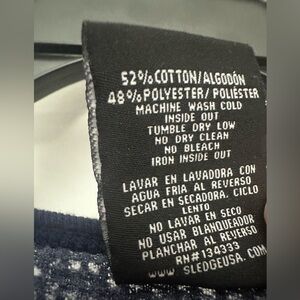 52% COTTON/ALGODÓN
48% POLYESTER/POLIÉSTER
MACHINE WASH COLD
INSIDE OUT
TUMBLE DRY LOW
NO DRY CLEAN
NO BLEACH
IRON INSIDE OUT
LAVAR EN LAVADORA CON
AGUA FRIA AL REVERSO
SECAR EN SECADORA, CICLO
LENTO
NO LAVAR EN SECO
NO USAR BLANQUEADOR
PLANCHAR AL REVERSO
RN#134333
WWW SLEDGEUSA.COM